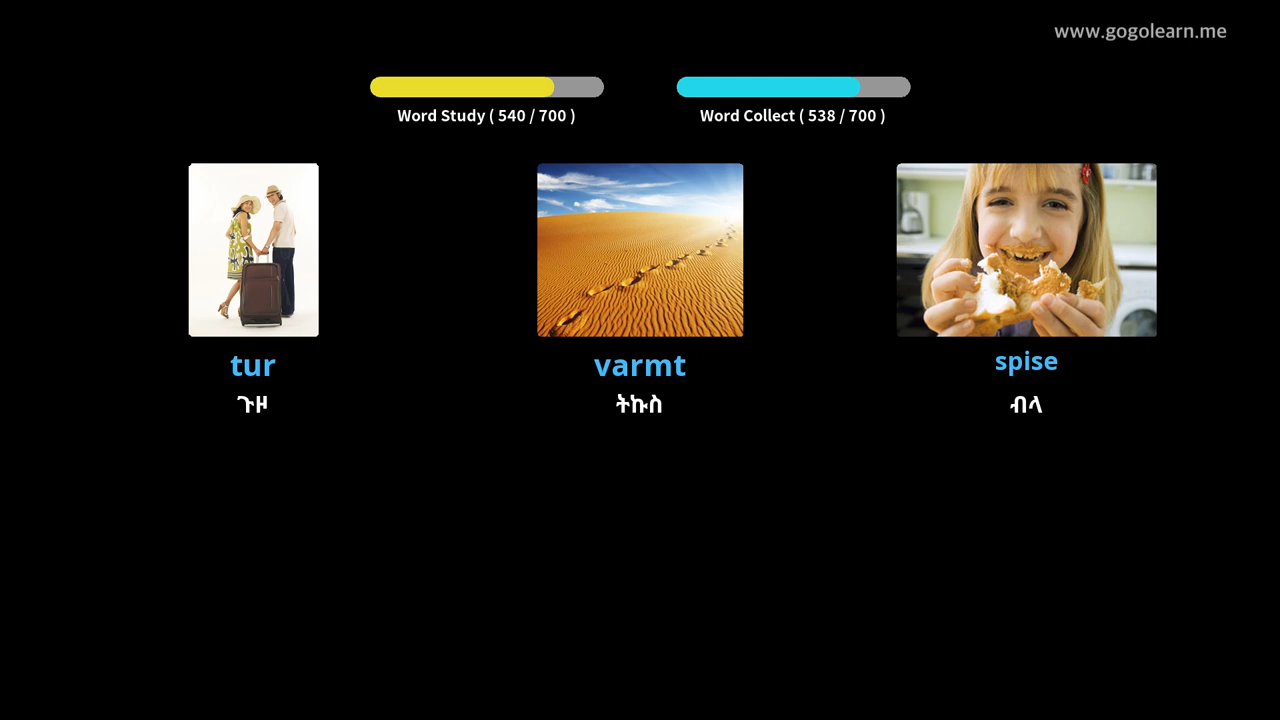 www.gogolearn.me
Word Study ( 540 / 700 )
Word Collect ( 538 / 700 )
tur
ጉዞ
varmt
ትኩስ
spise
ብላ